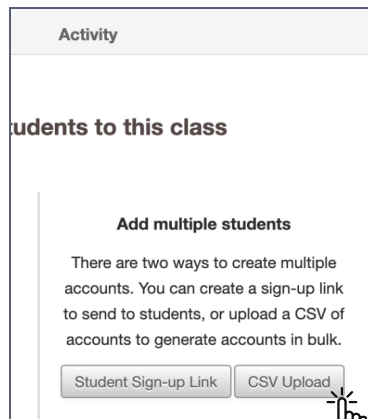 Activity
tudents to this class
Add multiple students
There are two ways to create multiple
accounts. You can create a sign-up link
to send to students, or upload a CSV of
accounts to generate accounts in bulk.
Student Sign-up Link CSV Upload